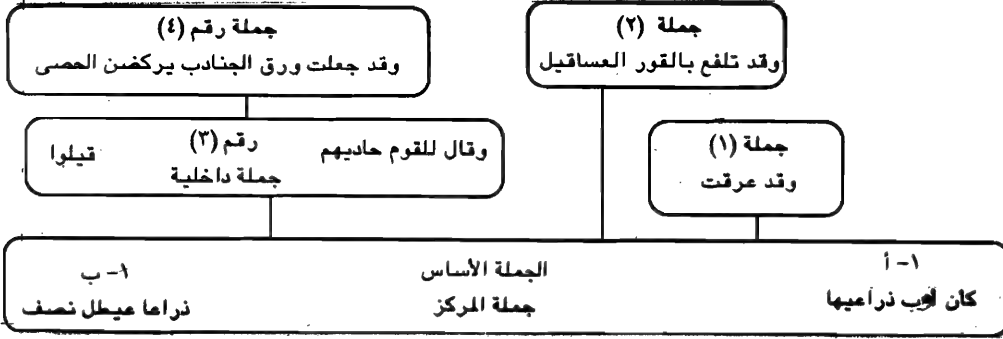 جملة رقم (٤)
وقد جعلت ورق الجنادب يركضن الحصى
جملة (٢)
وقد تلفع بالقور العساقيل
وقال للقوم حاديهم رقم (٣) قيلوا
جملة داخلية
جملة (١)
وقد عرقت
١- أ الجملة الأساس ١- ب
كأن أوب ذراعيها جملة المركز ذراعا عيطل نصف